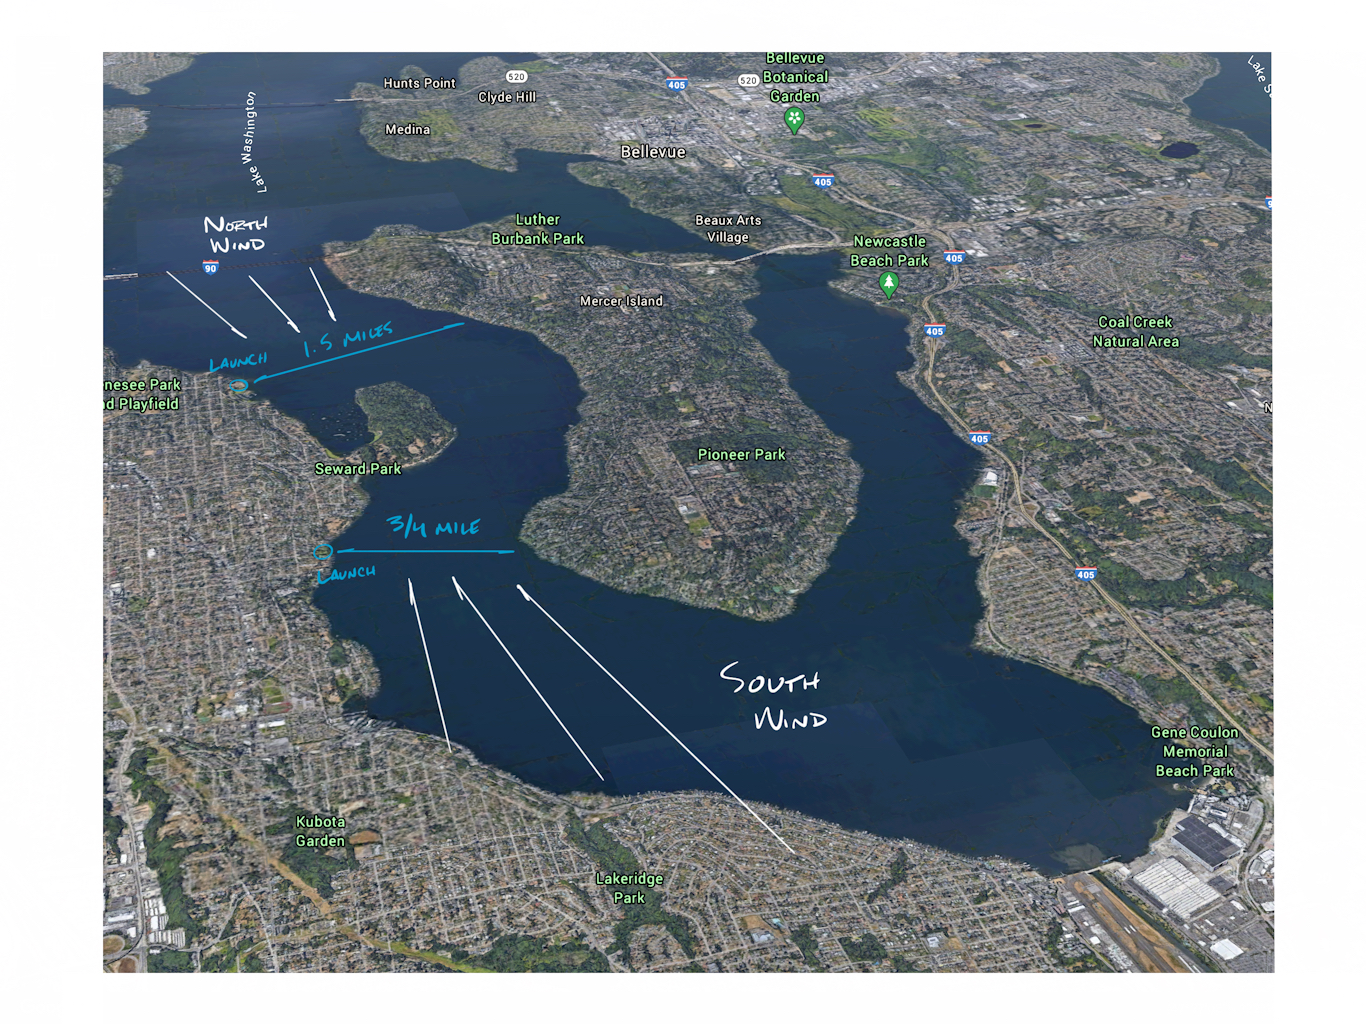 Bellevue
Botanical
Garden
Lake S
Hunts Point
520
405
520
Clyde Hill
Medina
Lake Washington
Bellevue
405
9
NORTH
WIND
Luther
Burbank Park
Beaux Arts
Village
Newcastle
Beach Park
90
405
Mercer Island
405
Coal Creek
Natural Area
1.5 MILES
LAUNCH
enesee Park
nd Playfield
N
405
Pioneer Park
Seward Park
3/4 MILE
LAUNCH
405
SOUTH
WIND
Gene Coulon
Memorial
Beach Park
Kubota
Garden
Lakeridge
Park